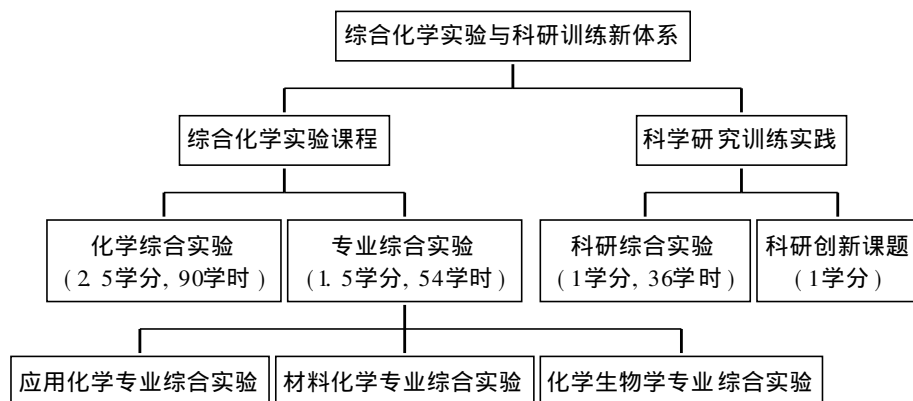 综合化学实验与科研训练新体系
综合化学实验课程
科学研究训练实践
化学综合实验
(2. 5学分, 90学时)
专业综合实验
(1. 5学分, 54学时)
科研综合实验
(1学分, 36学时)
科研创新课题
(1学分)
应用化学专业综合实验
材料化学专业综合实验
化学生物学专业综合实验